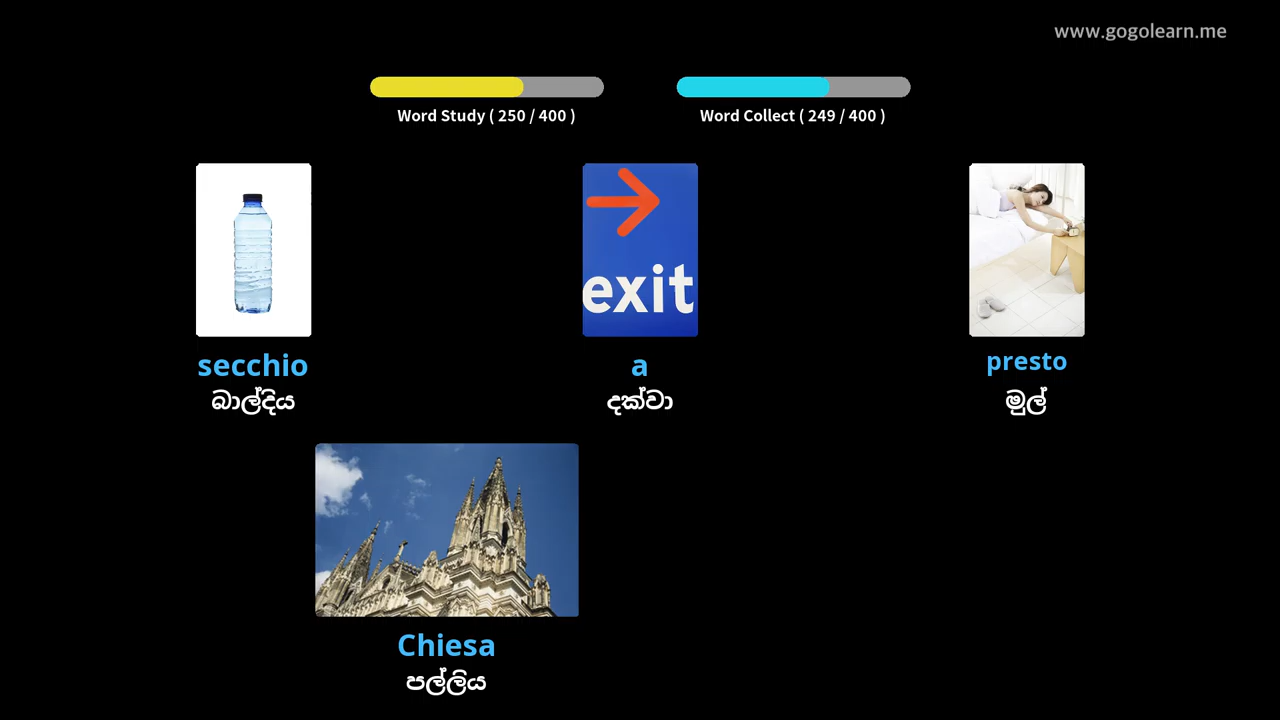 www.gogolearn.me
Word Study ( 250 / 400 )
Word Collect ( 249 / 400 )
exit
secchio
බාල්දිය
a
දක්වා
presto
මුල්
Chiesa
පල්ලිය